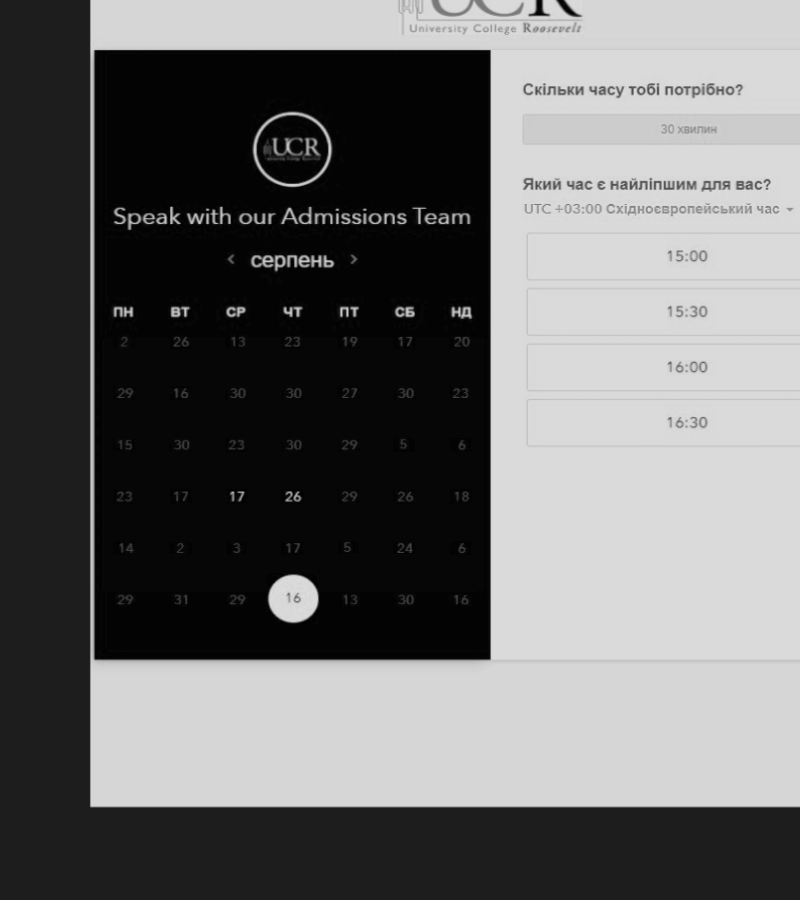 UCR
University College Roosevelt
UCR
Speak with our Admissions Team
‹ серпень ›
ПН ВТ СР ЧТ ПТ СБ НД
2 26 13 23 19 17 20
29 16 30 30 27 30 23
15 30 23 30 29 5 6
23 17 17 26 29 26 18
14 2 3 17 5 24 6
29 31 29 16 13 30 16
Скільки часу тобі потрібно?
30 хвилин
Який час є найліпшим для вас?
UTC +03:00 Східноєвропейський час
15:00
15:30
16:00
16:30